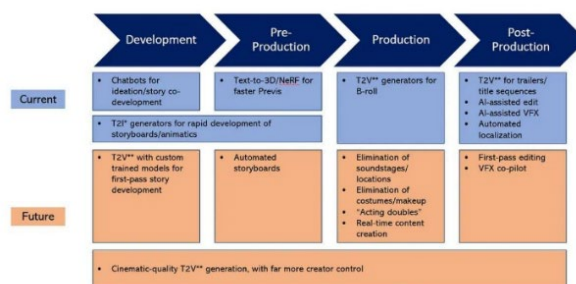 Development
Pre-
Production
Production
Post-
Production
Current
• Chatbots for
ideation/story co-
development
• Text-to-3D/NeRF for
faster Previs
• T2V** generators for
B-roll
• T2V** for trailers/
title sequences
• AI-assisted edit
• AI-assisted VFX
• Automated
localization
• T2I* generators for rapid development of
storyboards/animatics
Future
• T2V** with custom
trained models for
first-pass story
development
• Automated
storyboards
• Elimination of
soundstages/
locations
• Elimination of
costumes/makeup
• "Acting doubles"
• Real-time content
creation
• First-pass editing
• VFX co-pilot
• Cinematic-quality T2V** generation, with far more creator control